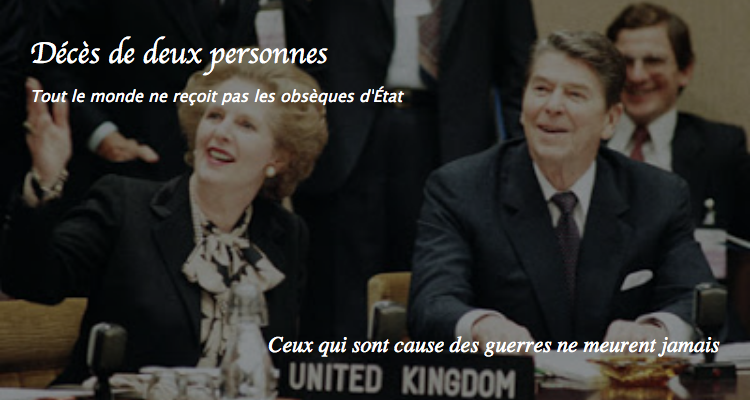 Décès de deux personnes
Tout le monde ne reçoit pas les obsèques d'État
Ceux qui sont cause des guerres ne meurent jamais
UNITED KINGDOM